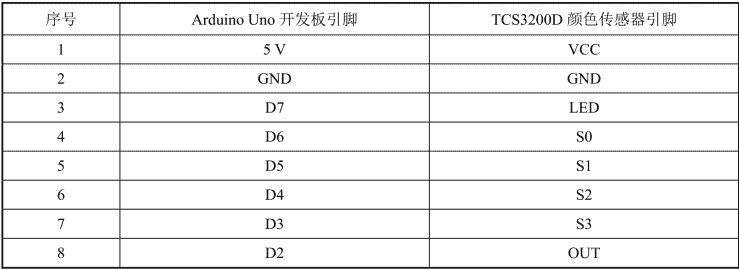 序号 Arduino Uno 开发板引脚 TCS3200D 颜色传感器引脚
1 5 V VCC
2 GND GND
3 D7 LED
4 D6 S0
5 D5 S1
6 D4 S2
7 D3 S3
8 D2 OUT